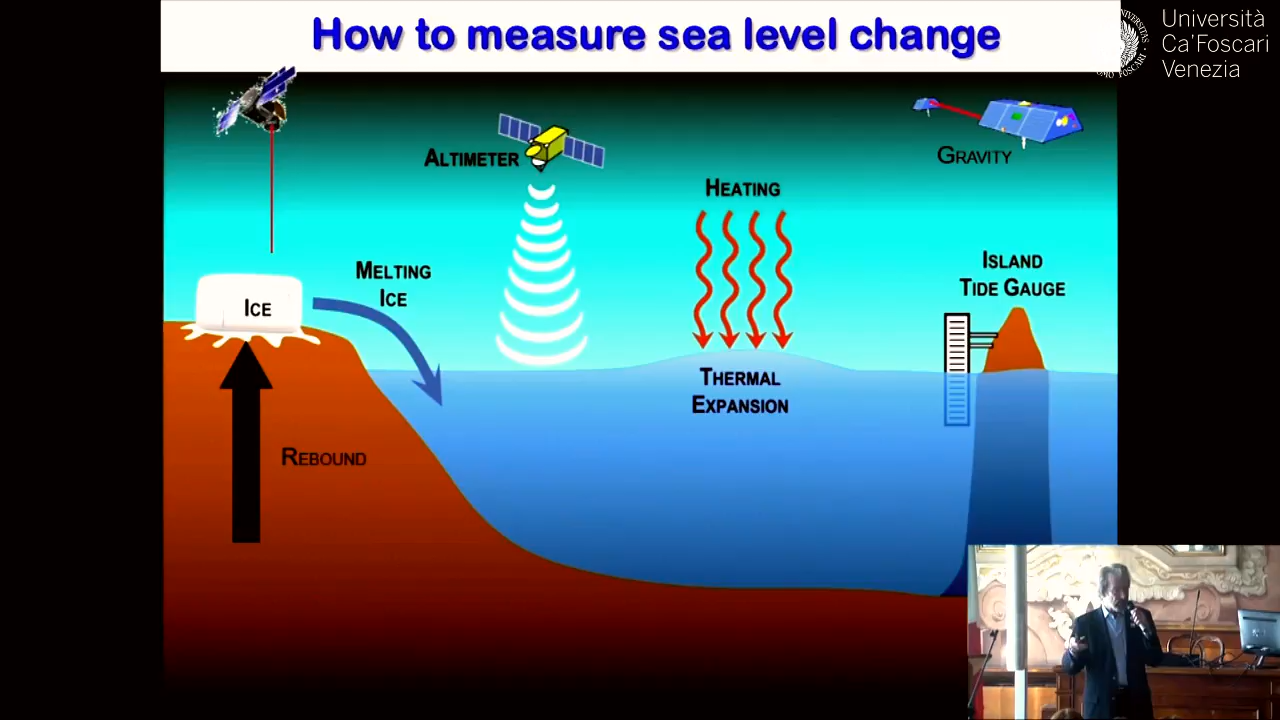 How to measure sea level change
Università
Ca'Foscari
Venezia
ALTIMETER
GRAVITY
HEATING
MELTING
ICE
ISLAND
TIDE GAUGE
ICE
THERMAL
EXPANSION
REBOUND